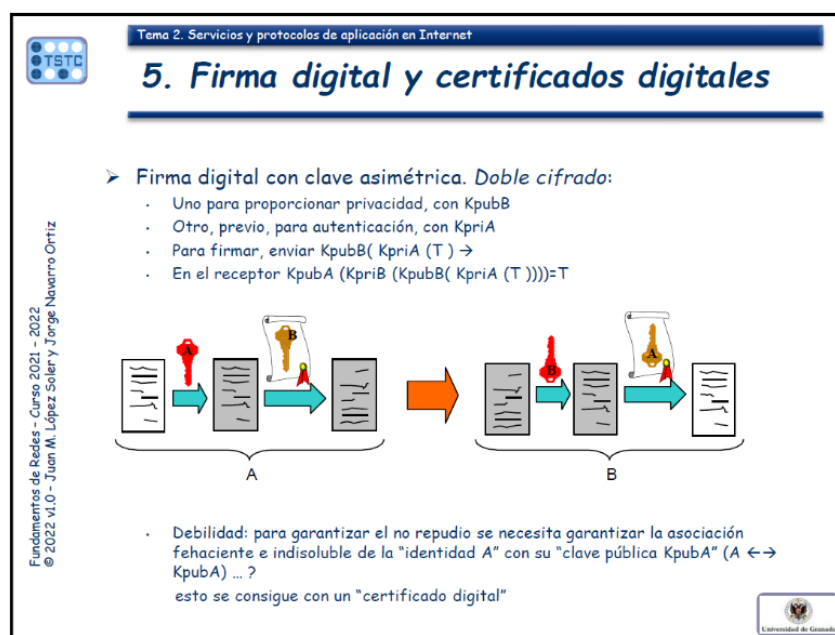 TSTC
Tema 2. Servicios y protocolos de aplicación en Internet
5. Firma digital y certificados digitales
➢ Firma digital con clave asimétrica. Doble cifrado:
· Uno para proporcionar privacidad, con KpubB
· Otro, previo, para autenticación, con KpriA
· Para firmar, enviar KpubB( KpriA (T ) →
· En el receptor KpubA (KpriB (KpubB( KpriA (T ))))=T
A
B
B
A
A
B
· Debilidad: para garantizar el no repudio se necesita garantizar la asociación
fehaciente e indisoluble de la "identidad A" con su "clave pública KpubA" (A ←→
KpubA) ... ?
esto se consigue con un "certificado digital"
Fundamentos de Redes - Curso 2021 - 2022
© 2022 v1.0 - Juan M. López Soler y Jorge Navarro Ortiz
Universidad de Granada